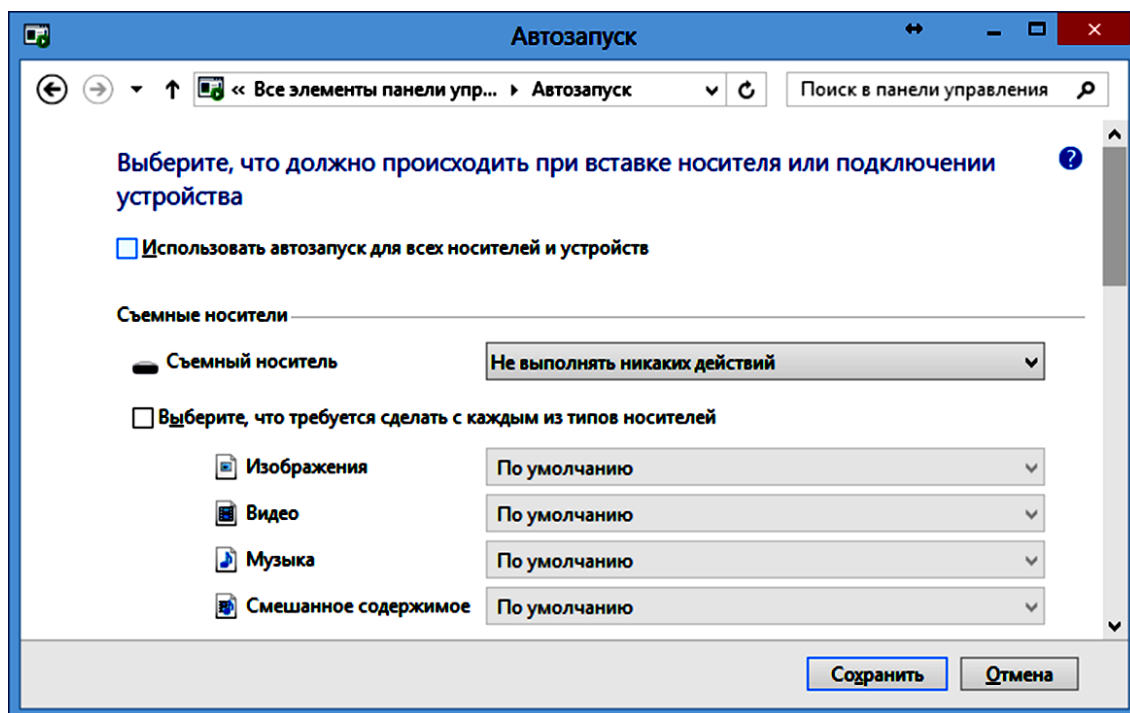 Автозапуск
« Все элементы панели упр... Автозапуск Поиск в панели управления
Выберите, что должно происходить при вставке носителя или подключении
устройства
Использовать автозапуск для всех носителей и устройств
Съемные носители
Съемный носитель Не выполнять никаких действий
Выберите, что требуется сделать с каждым из типов носителей
Изображения По умолчанию
Видео По умолчанию
Музыка По умолчанию
Смешанное содержимое По умолчанию
Сохранить Отмена